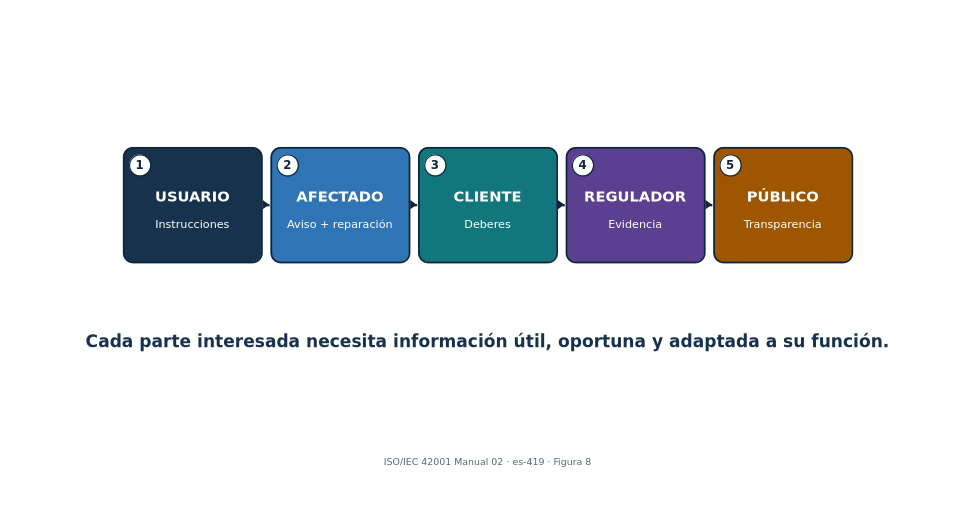 1
USUARIO
Instrucciones
2
AFECTADO
Aviso + reparación
3
CLIENTE
Deberes
4
REGULADOR
Evidencia
5
PÚBLICO
Transparencia
Cada parte interesada necesita información útil, oportuna y adaptada a su función.
ISO/IEC 42001 Manual 02 · es-419 · Figura 8